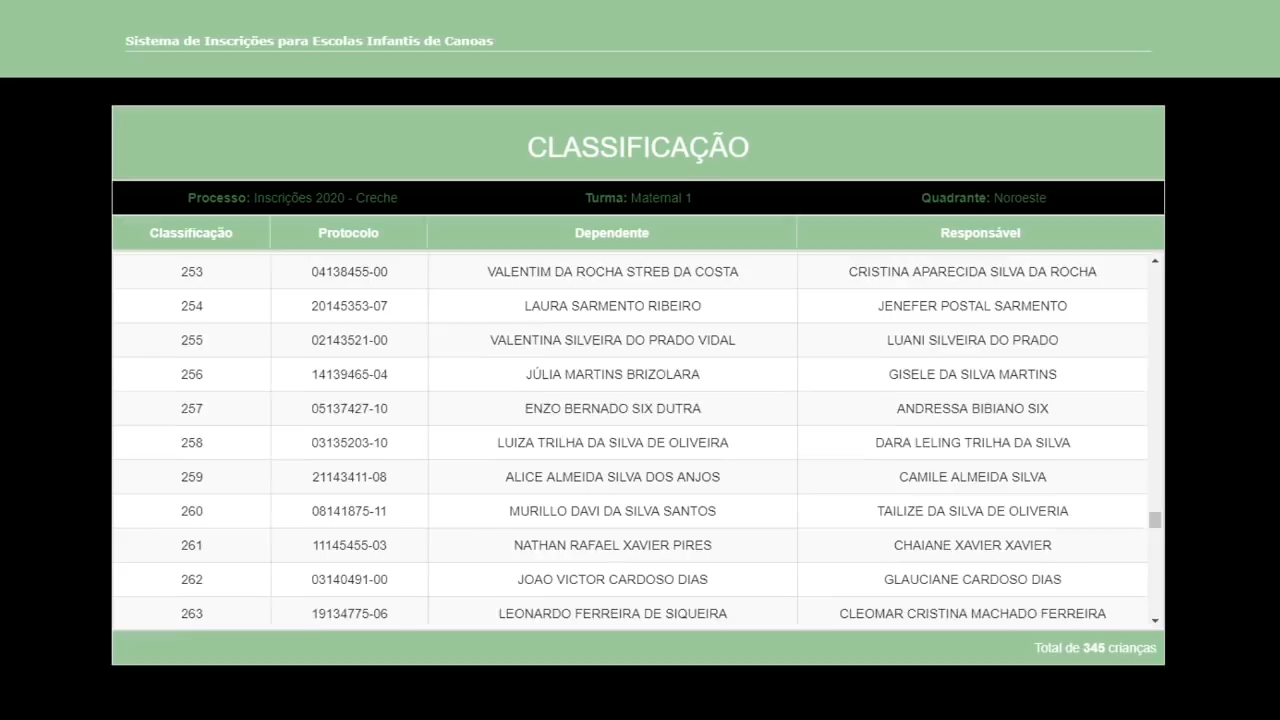 Sistema de Inscrições para Escolas Infantis de Canoas
CLASSIFICAÇÃO
Processo: Inscrições 2020 - Creche Turma: Maternal 1 Quadrante: Noroeste
Classificação Protocolo Dependente Responsável
253 04138455-00 VALENTIM DA ROCHA STREB DA COSTA CRISTINA APARECIDA SILVA DA ROCHA
254 20145353-07 LAURA SARMENTO RIBEIRO JENEFER POSTAL SARMENTO
255 02143521-00 VALENTINA SILVEIRA DO PRADO VIDAL LUANI SILVEIRA DO PRADO
256 14139465-04 JÚLIA MARTINS BRIZOLARA GISELE DA SILVA MARTINS
257 05137427-10 ENZO BERNADO SIX DUTRA ANDRESSA BIBIANO SIX
258 03135203-10 LUIZA TRILHA DA SILVA DE OLIVEIRA DARA LELING TRILHA DA SILVA
259 21143411-08 ALICE ALMEIDA SILVA DOS ANJOS CAMILE ALMEIDA SILVA
260 08141875-11 MURILLO DAVI DA SILVA SANTOS TAILIZE DA SILVA DE OLIVERIA
261 11145455-03 NATHAN RAFAEL XAVIER PIRES CHAIANE XAVIER XAVIER
262 03140491-00 JOAO VICTOR CARDOSO DIAS GLAUCIANE CARDOSO DIAS
263 19134775-06 LEONARDO FERREIRA DE SIQUEIRA CLEOMAR CRISTINA MACHADO FERREIRA
Total de 345 crianças